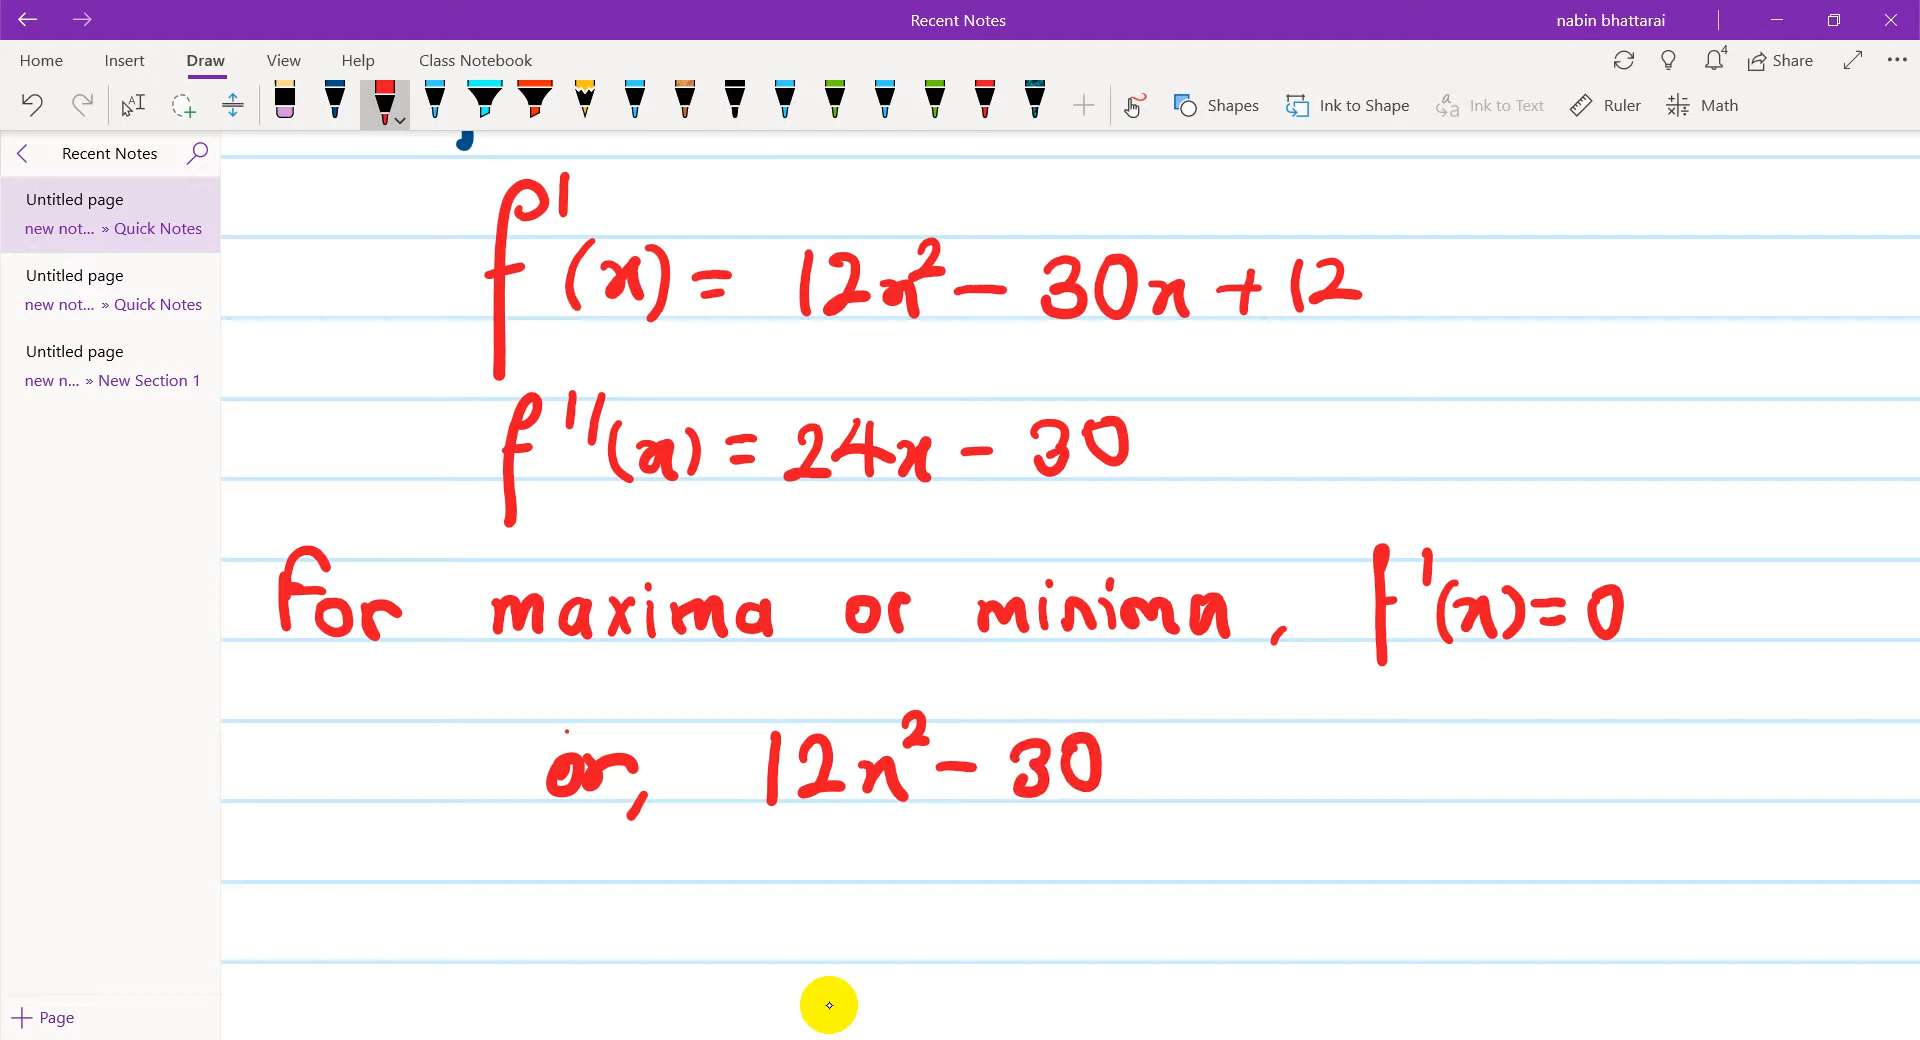 Recent Notes
nabin bhattarai
Home Insert Draw View Help Class Notebook
4
Share
Shapes Ink to Shape Ink to Text Ruler Math
Recent Notes
Untitled page
new not... » Quick Notes
Untitled page
new not... » Quick Notes
Untitled page
new n... » New Section 1
f'(x) = 12x² - 30x + 12
f''(x) = 24x - 30
For maxima or minima, f'(x) = 0
or, 12x² - 30
Page